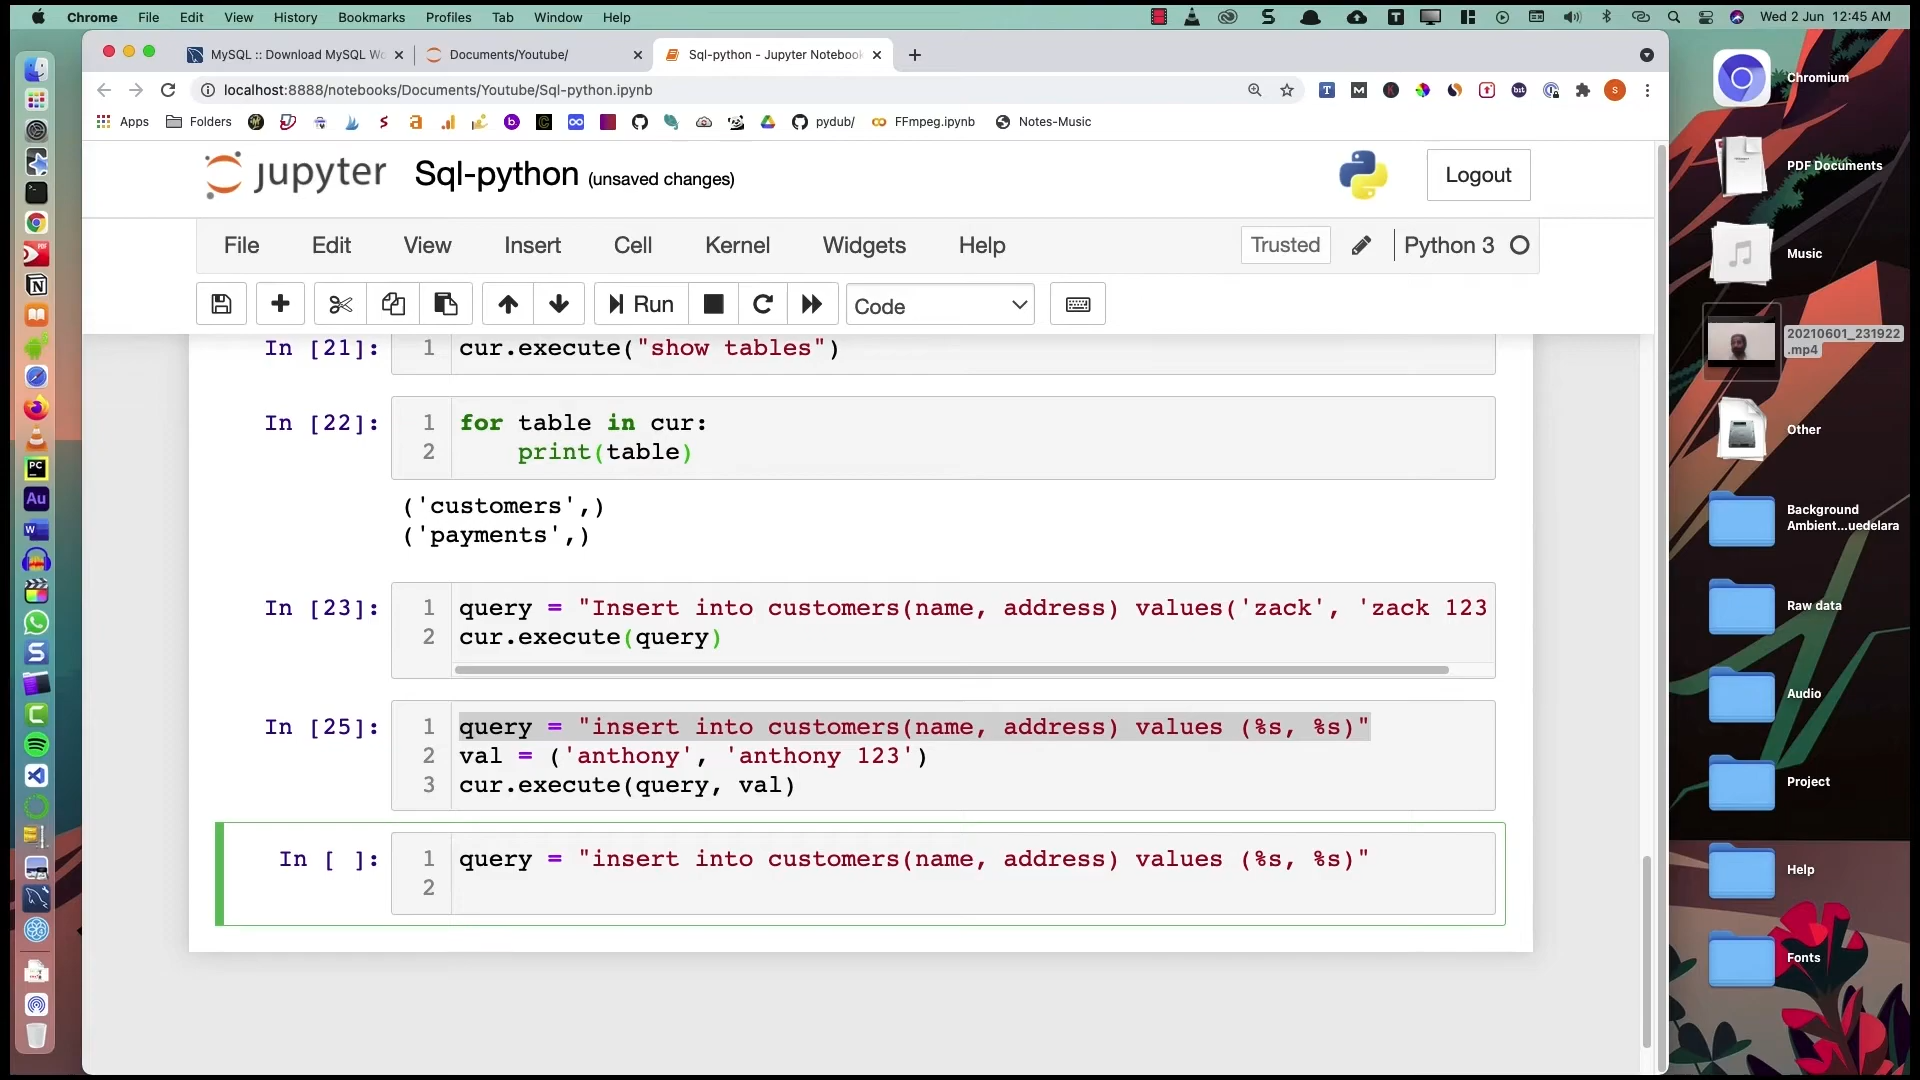 Chrome File Edit View History Bookmarks Profiles Tab Window Help
Wed 2 Jun 12:45 AM
MySQL :: Download MySQL Wo
Documents/Youtube/
Sql-python - Jupyter Notebook
localhost:8888/notebooks/Documents/Youtube/Sql-python.ipynb
Apps Folders pydub/ FFmpeg.ipynb Notes-Music
jupyter Sql-python (unsaved changes)
Logout
File Edit View Insert Cell Kernel Widgets Help
Trusted Python 3
Run Code
In [21]: 1 cur.execute("show tables")
In [22]: 1 for table in cur:
2 print(table)
('customers',)
('payments',)
In [23]: 1 query = "Insert into customers(name, address) values('zack', 'zack 123
2 cur.execute(query)
In [25]: 1 query = "insert into customers(name, address) values (%s, %s)"
2 val = ('anthony', 'anthony 123')
3 cur.execute(query, val)
In [ ]: 1 query = "insert into customers(name, address) values (%s, %s)"
2
Chromium
PDF Documents
Music
20210601_231922
.mp4
Other
Background
Ambient...uedelara
Raw data
Audio
Project
Help
Fonts